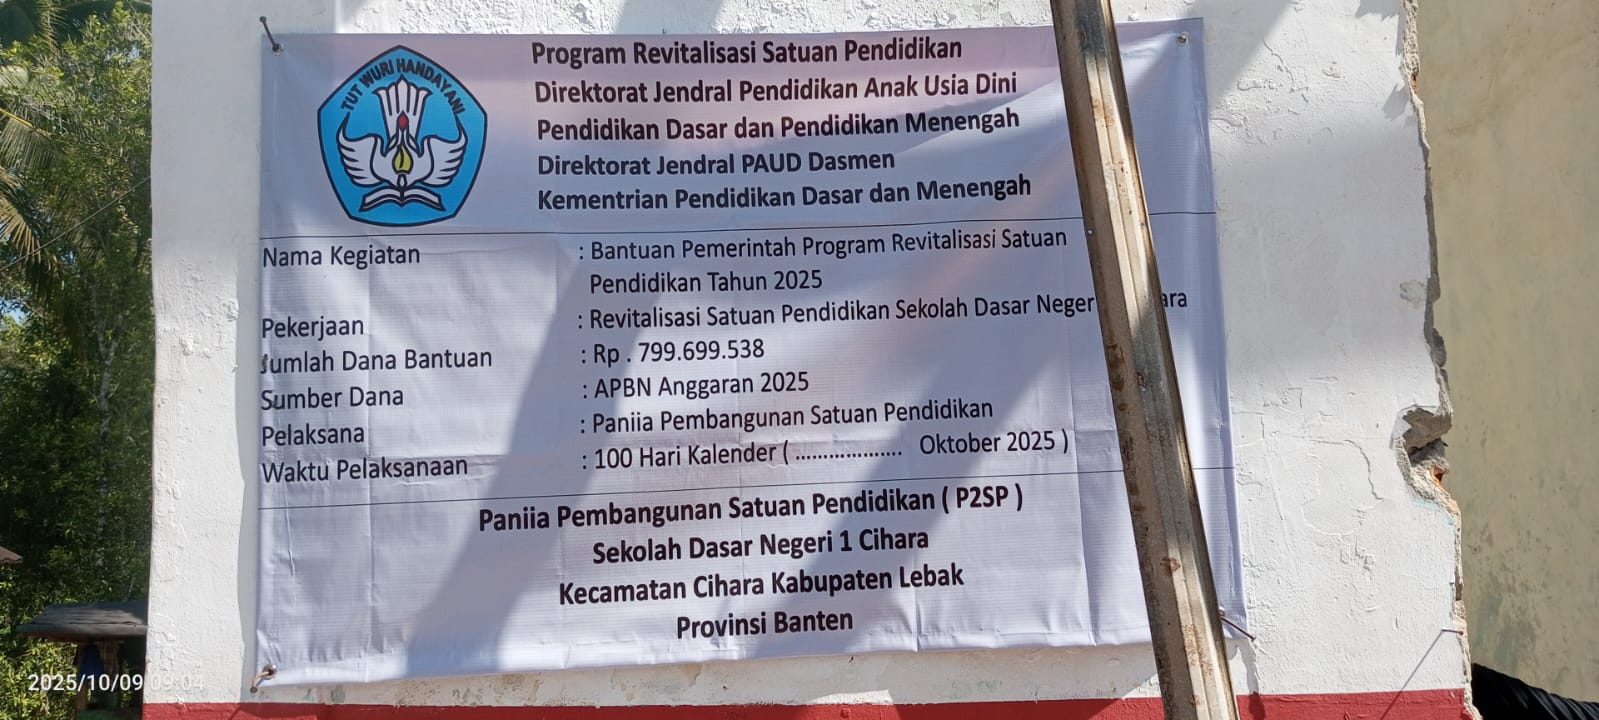 TUT WURI HANDAYANI
Program Revitalisasi Satuan Pendidikan
Direktorat Jendral Pendidikan Anak Usia Dini
Pendidikan Dasar dan Pendidikan Menengah
Direktorat Jendral PAUD Dasmen
Kementrian Pendidikan Dasar dan Menengah
Nama Kegiatan : Bantuan Pemerintah Program Revitalisasi Satuan
Pendidikan Tahun 2025
Pekerjaan : Revitalisasi Satuan Pendidikan Sekolah Dasar
Jumlah Dana Bantuan : Rp . 799.699.538
Sumber Dana : APBN Anggaran 2025
Pelaksana : Paniia Pembangunan Satuan Pendidikan
Waktu Pelaksanaan : 100 Hari Kalender ( ................... Oktober 2025 )
Paniia Pembangunan Satuan Pendidikan ( P2SP )
Sekolah Dasar Negeri 1 Cihara
Kecamatan Cihara Kabupaten Lebak
Provinsi Banten
2025/10/09 09:04